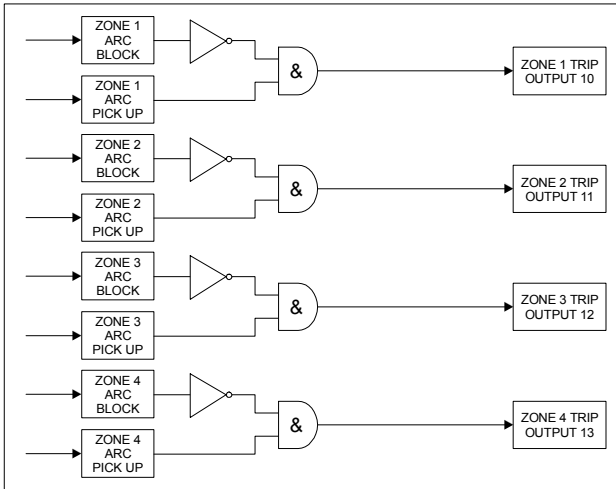 ZONE 1
ARC
BLOCK
ZONE 1
ARC
PICK UP
&
ZONE 1 TRIP
OUTPUT 10
ZONE 2
ARC
BLOCK
ZONE 2
ARC
PICK UP
&
ZONE 2 TRIP
OUTPUT 11
ZONE 3
ARC
BLOCK
ZONE 3
ARC
PICK UP
&
ZONE 3 TRIP
OUTPUT 12
ZONE 4
ARC
BLOCK
ZONE 4
ARC
PICK UP
&
ZONE 4 TRIP
OUTPUT 13